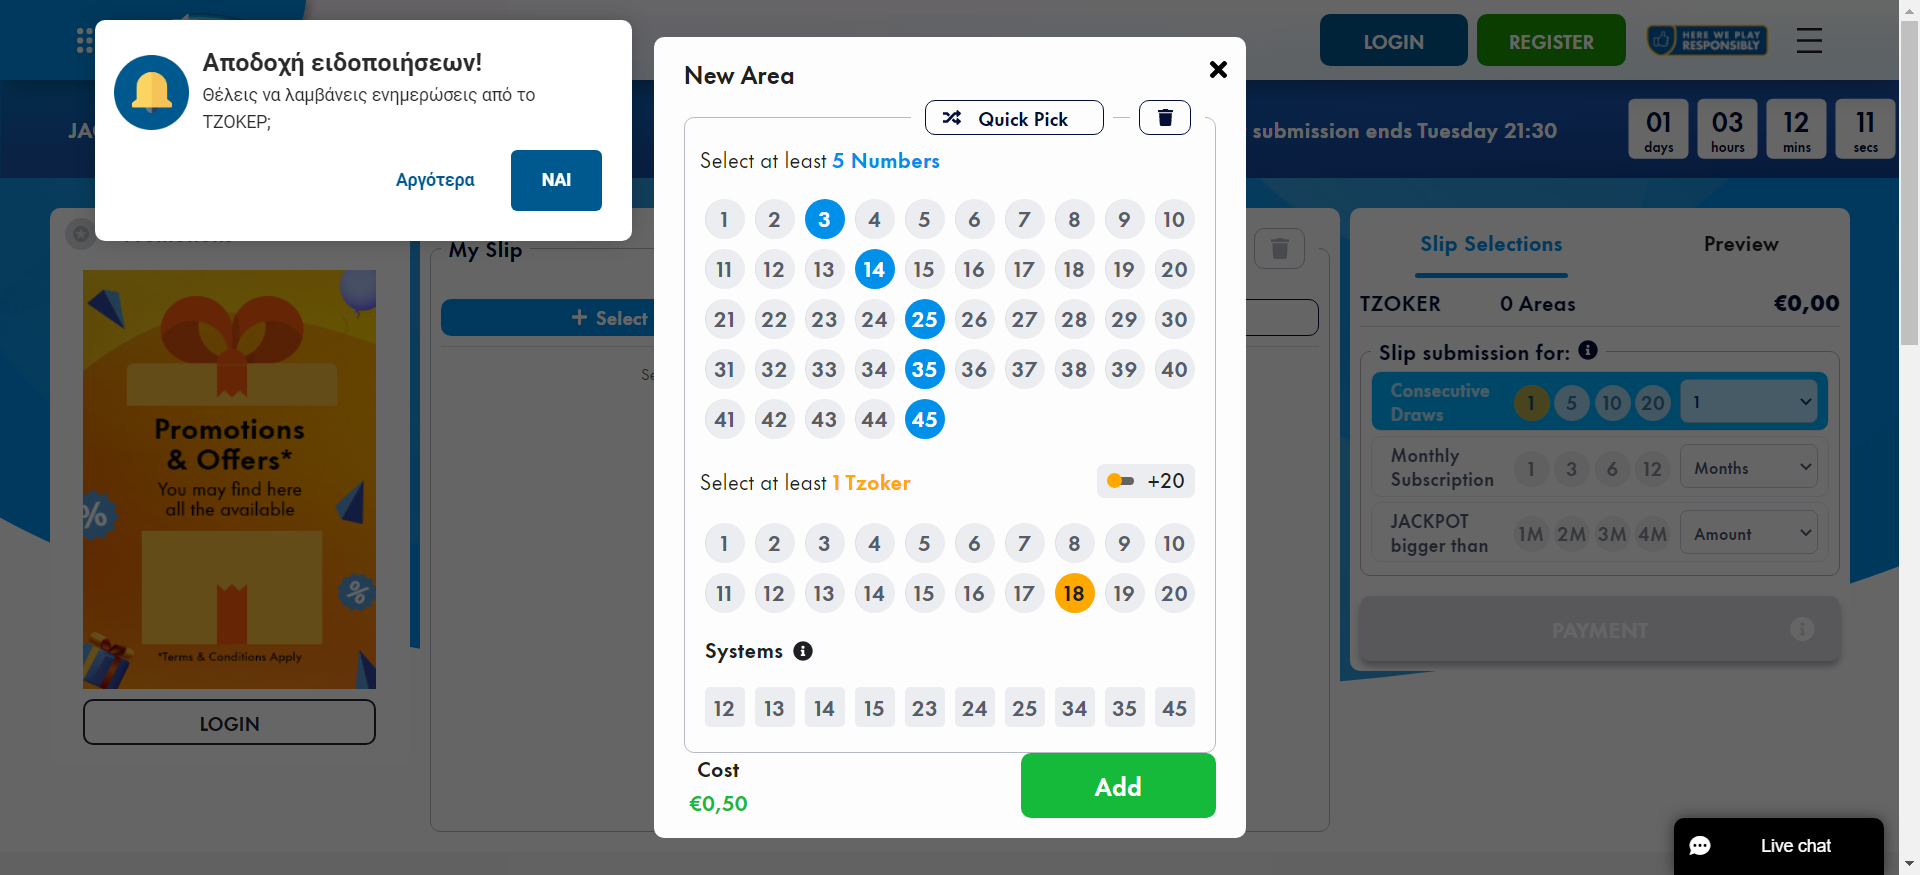 Αποδοχή ειδοποιήσεων!
Θέλεις να λαμβάνεις ενημερώσεις από το
ΤΖΟΚΕΡ;
Αργότερα
ΝΑΙ
LOGIN
REGISTER
HERE WE PLAY
RESPONSIBLY
submission ends Tuesday 21:30
01
days
03
hours
12
mins
11
secs
Promotions
& Offers*
You may find here
all the available
%
%
*Terms & Conditions Apply
LOGIN
My Slip
+ Select
New Area
Quick Pick
Select at least 5 Numbers
1 2 3 4 5 6 7 8 9 10
11 12 13 14 15 16 17 18 19 20
21 22 23 24 25 26 27 28 29 30
31 32 33 34 35 36 37 38 39 40
41 42 43 44 45
Select at least 1 Tzoker
+20
1 2 3 4 5 6 7 8 9 10
11 12 13 14 15 16 17 18 19 20
Systems
12 13 14 15 23 24 25 34 35 45
Cost
€0,50
Add
Slip Selections
Preview
TZOKER 0 Areas €0,00
Slip submission for:
Consecutive
Draws
1 5 10 20 1
Monthly
Subscription
1 3 6 12 Months
JACKPOT
bigger than
1M 2M 3M 4M Amount
PAYMENT
Live chat